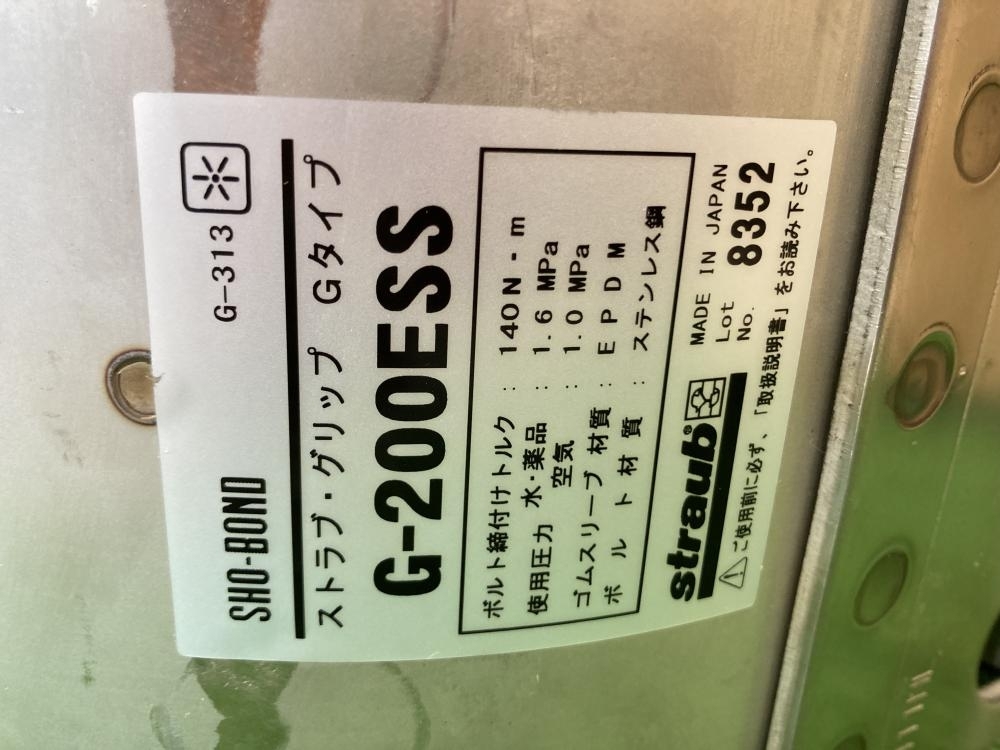 SHO-BOND G-313
ストラブ・グリップ Gタイプ
G-200ESS
ボルト締付けトルク : 140N・m
使用圧力 水・薬品 : 1.6 MPa
空気 : 1.0 MPa
ゴムスリーブ材質 : EPDM
ボルト材質 : ステンレス鋼
straub® MADE IN JAPAN
Lot No. 8352
⚠ご使用前に必ず、「取扱説明書」をお読み下さい。